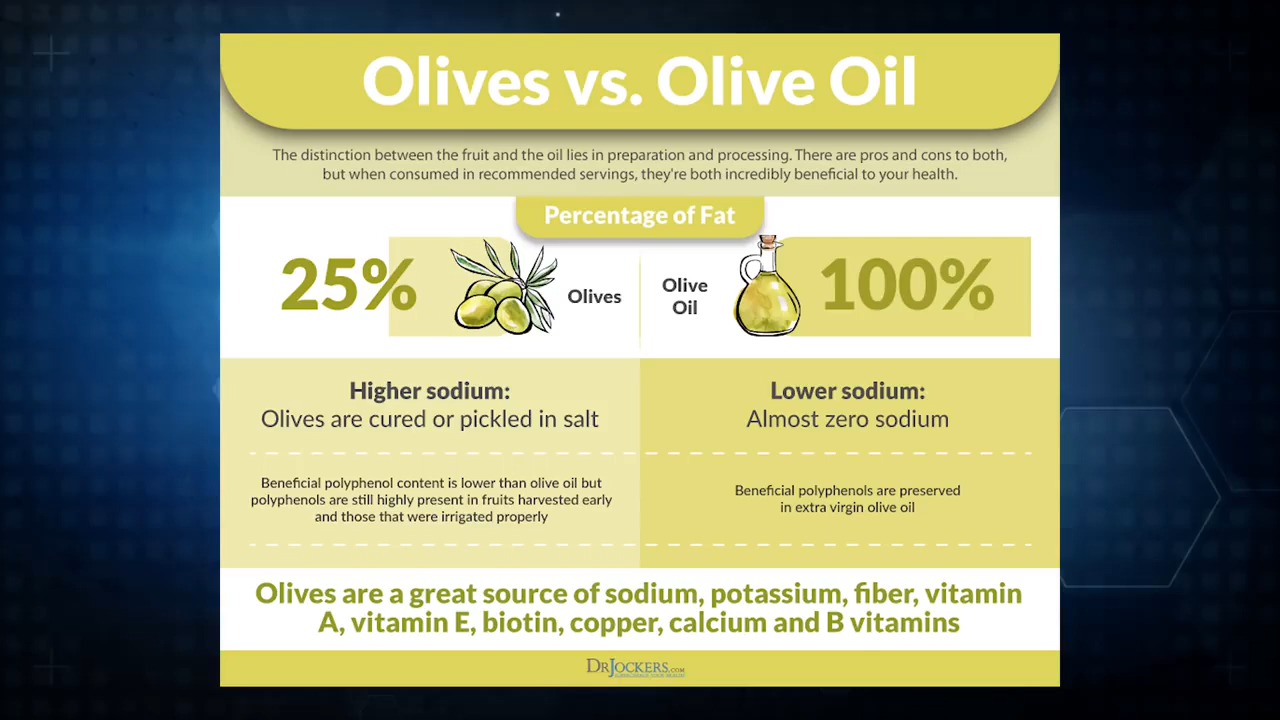 Olives vs. Olive Oil
The distinction between the fruit and the oil lies in preparation and processing. There are pros and cons to both,
but when consumed in recommended servings, they're both incredibly beneficial to your health.
Percentage of Fat
25%
Olives
Olive
Oil
100%
Higher sodium:
Olives are cured or pickled in salt
Lower sodium:
Almost zero sodium
Beneficial polyphenol content is lower than olive oil but
polyphenols are still highly present in fruits harvested early
and those that were irrigated properly
Beneficial polyphenols are preserved
in extra virgin olive oil
Olives are a great source of sodium, potassium, fiber, vitamin
A, vitamin E, biotin, copper, calcium and B vitamins
DRJOCKERS.COM